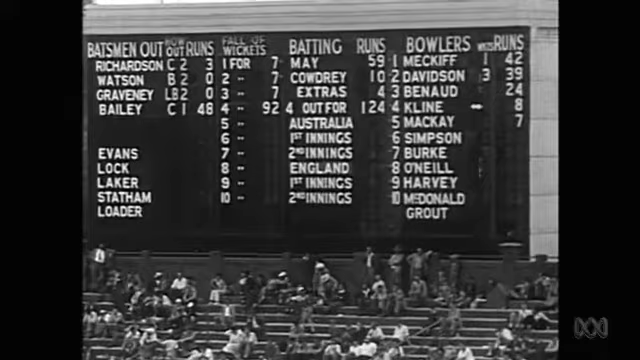 BATSMEN OUT HOW OUT RUNS FALL OF WICKETS BATTING RUNS BOWLERS WKTS RUNS
RICHARDSON C 2 3 1 FOR 7 MAY 59 1 MECKIFF 1 42
WATSON B 2 0 2 " 7 COWDREY 10 2 DAVIDSON 3 39
GRAVENEY LB 2 0 3 " 7 EXTRAS 4 3 BENAUD 24
BAILEY C 1 48 4 " 92 4 OUT FOR 124 4 KLINE 8
5 " AUSTRALIA 5 MACKAY 7
6 " 1ST INNINGS 6 SIMPSON
EVANS 7 " 2ND INNINGS 7 BURKE
LOCK 8 " ENGLAND 8 O'NEILL
LAKER 9 " 1ST INNINGS 9 HARVEY
STATHAM 10 " 2ND INNINGS 10 McDONALD
LOADER GROUT